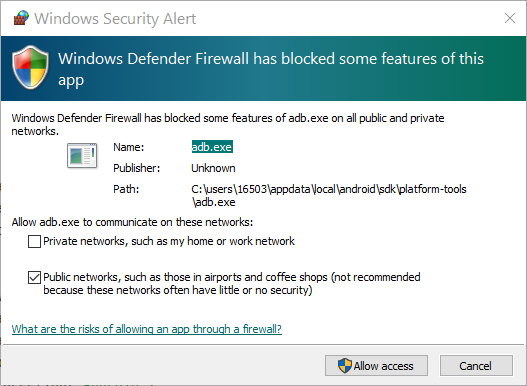 Windows Security Alert
Windows Defender Firewall has blocked some features of this
app
Windows Defender Firewall has blocked some features of adb.exe on all public and private
networks.
Name: adb.exe
Publisher: Unknown
Path: C:\users\16503\appdata\local\android\sdk\platform-tools
\adb.exe
Allow adb.exe to communicate on these networks:
Private networks, such as my home or work network
Public networks, such as those in airports and coffee shops (not recommended
because these networks often have little or no security)
What are the risks of allowing an app through a firewall?
Allow access Cancel